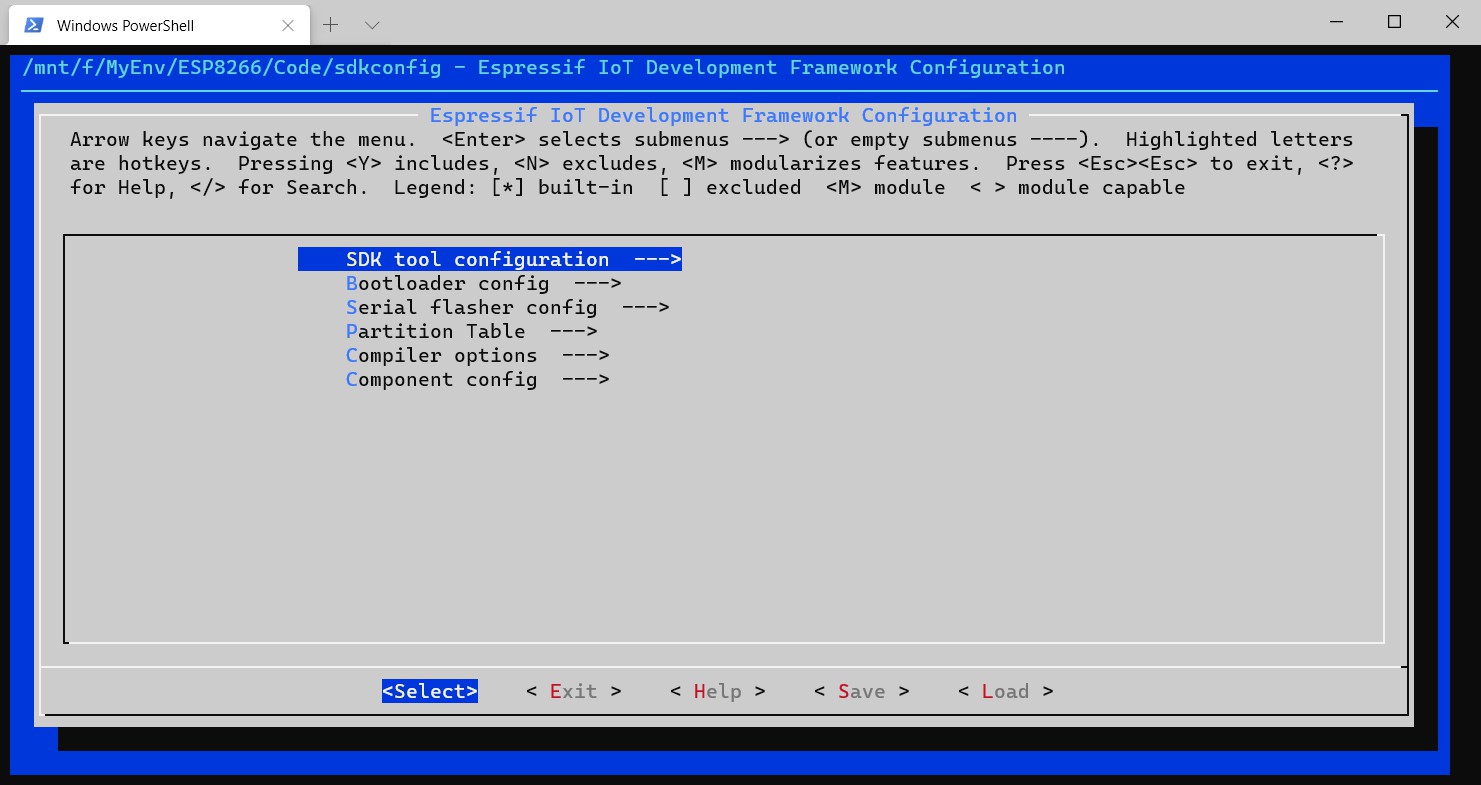 Windows PowerShell
/mnt/f/MyEnv/ESP8266/Code/sdkconfig - Espressif IoT Development Framework Configuration
Espressif IoT Development Framework Configuration
Arrow keys navigate the menu.  <Enter> selects submenus ---> (or empty submenus ----).  Highlighted letters
are hotkeys.  Pressing <Y> includes, <N> excludes, <M> modularizes features.  Press <Esc><Esc> to exit, <?>
for Help, </> for Search.  Legend: [*] built-in  [ ] excluded  <M> module  < > module capable
SDK tool configuration  --->
Bootloader config  --->
Serial flasher config  --->
Partition Table  --->
Compiler options  --->
Component config  --->
<Select>    < Exit >    < Help >    < Save >    < Load >